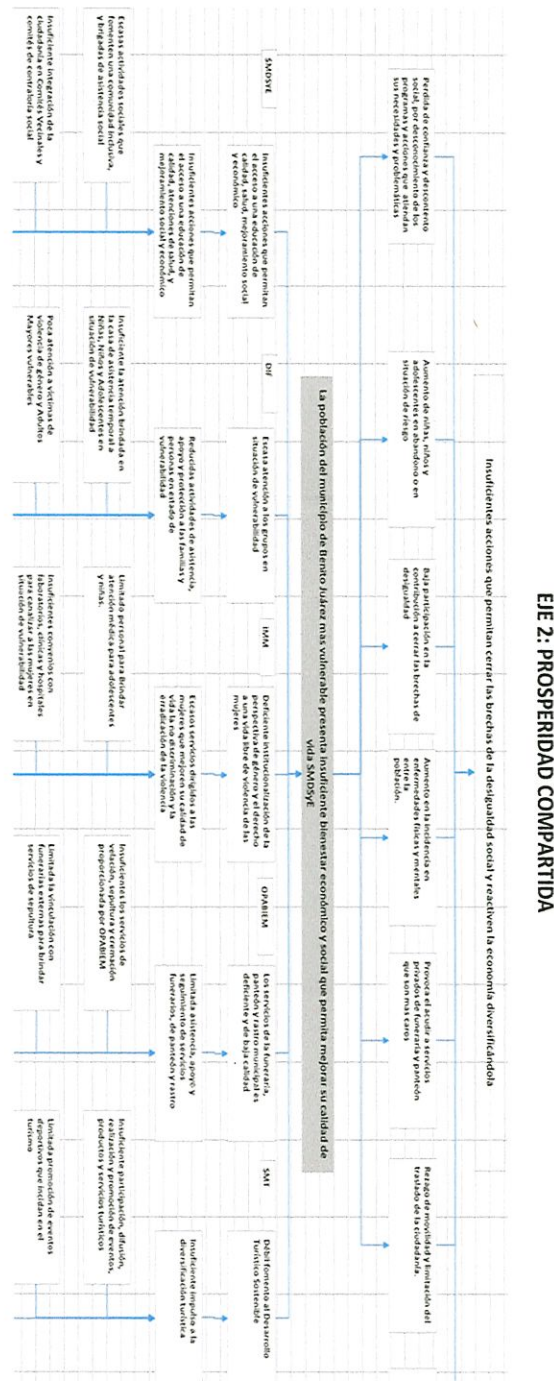 EJE 2: PROSPERIDAD COMPARTIDA
Insuficientes acciones que permitan cerrar las brechas de la desigualdad social y reactiven la economía diversificándola
Perdida de confianza y descontento
social, por desconocimiento de los
programas y acciones que atiendan
sus necesidades y problemáticas
Aumento de niñas, niños y
adolescentes en abandono o en
situación de riesgo
Baja participación en la
contribución a cerrar las brechas de
desigualdad
Aumento en la incidencia en
enfermedades físicas y mentales
entre la
población.
Provoca el acudir a servicios
privados de funeraria y panteón
que son mas caros
Rezago de movilidad y limitación del
traslado de la ciudadanía.
La población del municipio de Benito Juárez mas vulnerable presenta insuficiente bienestar económico y social que permita mejorar su calidad de
vida SMDSyE
SMDSyE
Insuficientes acciones que permitan
el acceso a una educación de
calidad, salud, mejoramiento social
y económico
DIF
Escasa atención a los grupos en
situación de vulnerabilidad
IMM
Deficiente institucionalización de la
perspectiva de género y el derecho
a una vida libre de violencia de las
mujeres
OPABIEM
Los servicios de la funeraria,
panteón y rastro municipal es
deficiente y de baja calidad
SMT
Débil fomento al Desarrollo
Turístico Sostenible
Insuficientes acciones que permitan
el acceso a una educación de
calidad, atenciones de salud, y
mejoramiento social y económico
Reducidas actividades de asistencia,
apoyo y protección a las familias y
personas en estado de
vulnerabilidad
Escasos servicios dirigidos a las
mujeres que mejoren su calidad de
vida la no discriminación y la
erradicación de la violencia
Limitada asistencia, apoyo y
seguimiento de servicios
funerarios, de panteón y rastro
Insuficiente impulso a la
diversificación turística
Escasas actividades sociales que
fomenten una comunidad inclusiva,
y brigadas de asistencia social
Insuficiente la atención brindada en
la casa de asistencia temporal a
Niñas, Niños y Adolescentes en
situación de vulnerabilidad
Limitado personal para Brindar
atención médica para adolescentes
y niñas.
Insuficientes los servicios de
velación, sepultura y cremación
proporcionada por OPABIEM
Insuficiente participación, difusión,
realización y promoción de eventos,
productos y servicios turísticos
Insuficiente integración de la
ciudadanía en Comités Vecinales y
comités de contraloría social
Poca atención a víctimas de
violencia de género y Adultos
Mayores vulnerables
Insuficientes convenios con
laboratorios, clínicas y hospitales
para canalizar a las mujeres en
situación de vulnerabilidad
Limitada la vinculación con
funerarias externas para brindar
servicios de sepultura
Limitada promoción de eventos
deportivos que incidan en el
turismo